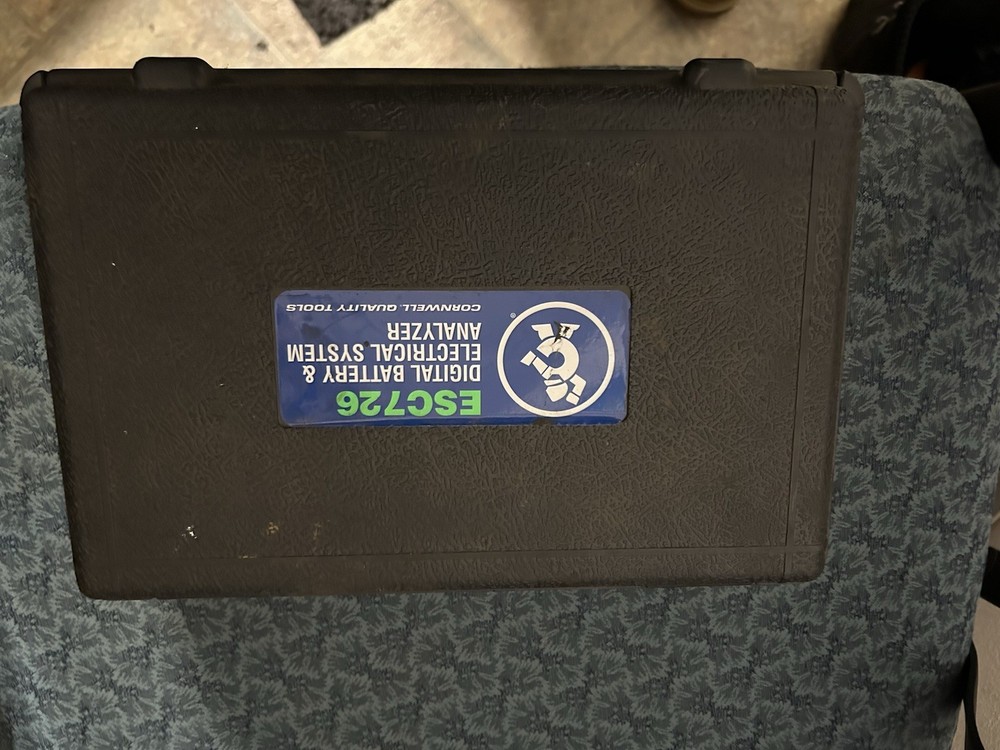 ESC726
DIGITAL BATTERY &
ELECTRICAL SYSTEM
ANALYZER
CORNWELL QUALITY TOOLS
®